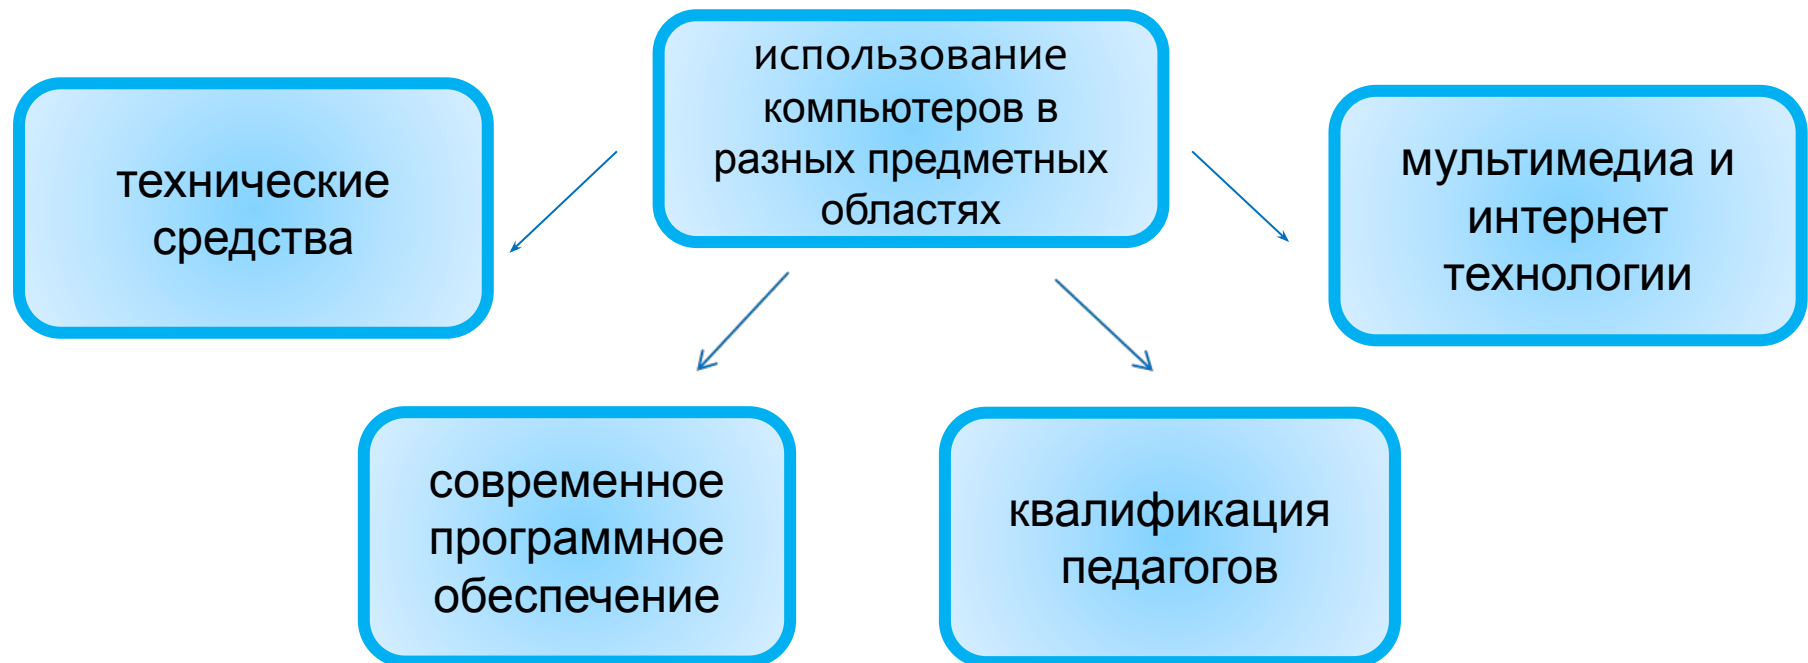 использование
компьютеров в
разных предметных
областях
технические
средства
мультимедиа и
интернет
технологии
современное
программное
обеспечение
квалификация
педагогов